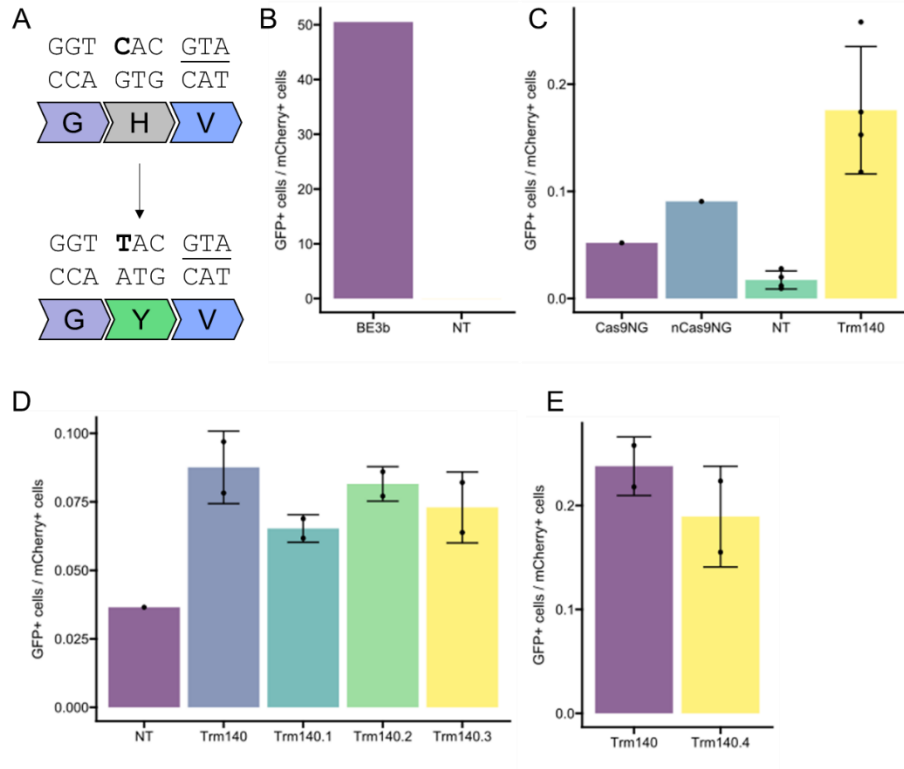 A
GGT CAC GTA
CCA GTG CAT
G H V
GGT TAC GTA
CCA ATG CAT
G Y V
B
GFP+ cells / mCherry+ cells
50
40
30
20
10
0
BE3b NT
C
GFP+ cells / mCherry+ cells
0.2
0.1
0.0
Cas9NG nCas9NG NT Trm140
D
GFP+ cells / mCherry+ cells
0.100
0.075
0.050
0.025
0.000
NT Trm140 Trm140.1 Trm140.2 Trm140.3
E
GFP+ cells / mCherry+ cells
0.2
0.1
0.0
Trm140 Trm140.4